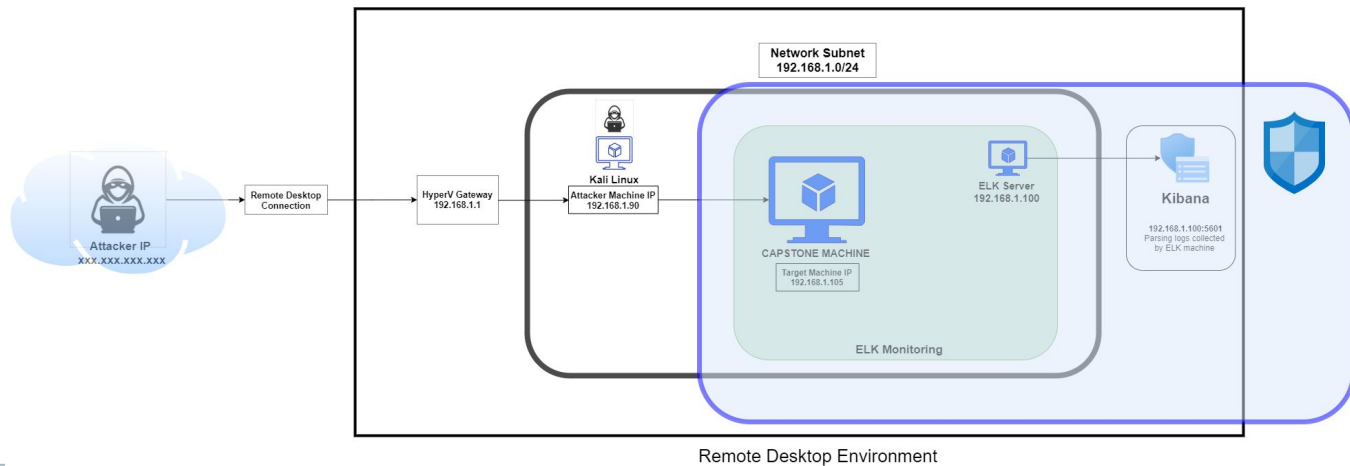 Network Subnet
192.168.1.0/24
Attacker IP
xxx.xxx.xxx.xxx
Remote Desktop
Connection
HyperV Gateway
192.168.1.1
Kali Linux
Attacker Machine IP
192.168.1.90
CAPSTONE MACHINE
Target Machine IP
192.168.1.105
ELK Server
192.168.1.100
ELK Monitoring
Kibana
192.168.1.100:5601
Parsing logs collected
by ELK machine
Remote Desktop Environment